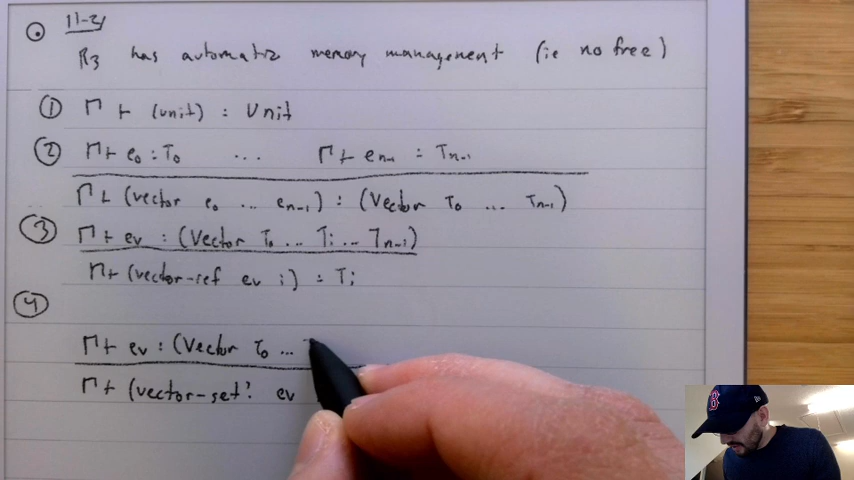 11-2/
R3 has automatic memory management (ie no free)
① Γ ⊢ (unit) : Unit
② Γ ⊢ e0 : T0 ... Γ ⊢ en-1 : Tn-1
Γ ⊢ (vector e0 ... en-1) : (Vector T0 ... Tn-1)
③ Γ ⊢ ev : (Vector T0 ... Ti ... Tn-1)
Γ ⊢ (vector-ref ev i) : Ti
④
Γ ⊢ ev : (Vector T0 ...
Γ ⊢ (vector-set! ev
B